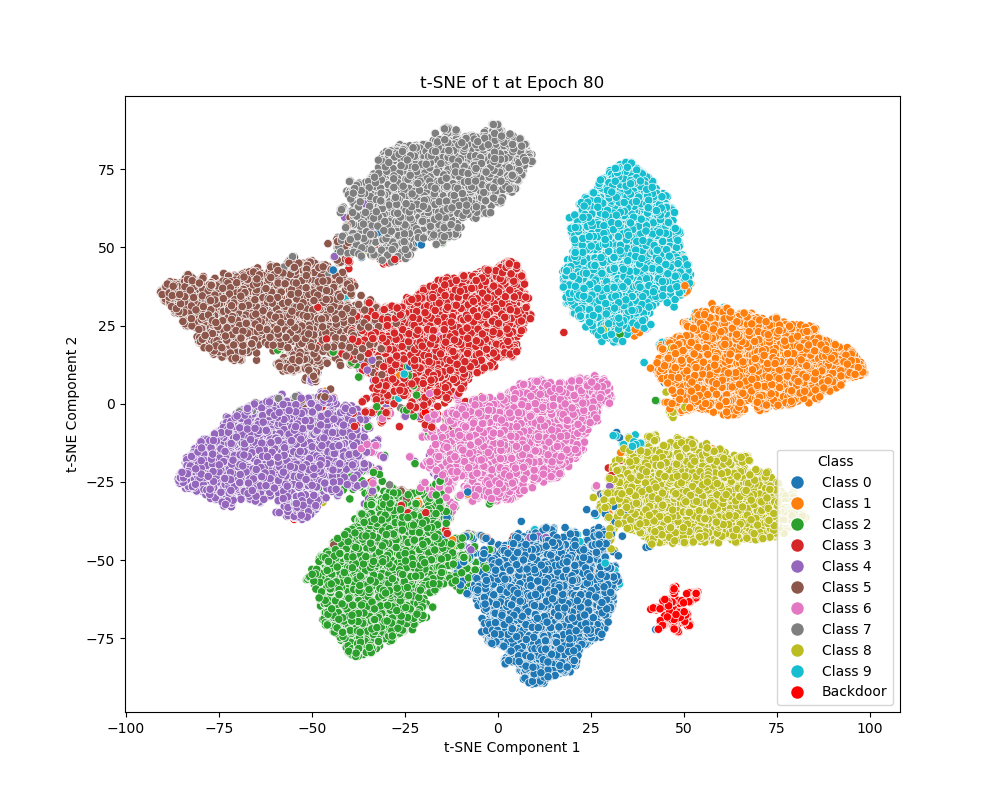 t-SNE of t at Epoch 80
t-SNE Component 2
75
50
25
0
−25
−50
−75
−100
−75
−50
−25
0
25
50
75
100
t-SNE Component 1
Class
Class 0
Class 1
Class 2
Class 3
Class 4
Class 5
Class 6
Class 7
Class 8
Class 9
Backdoor